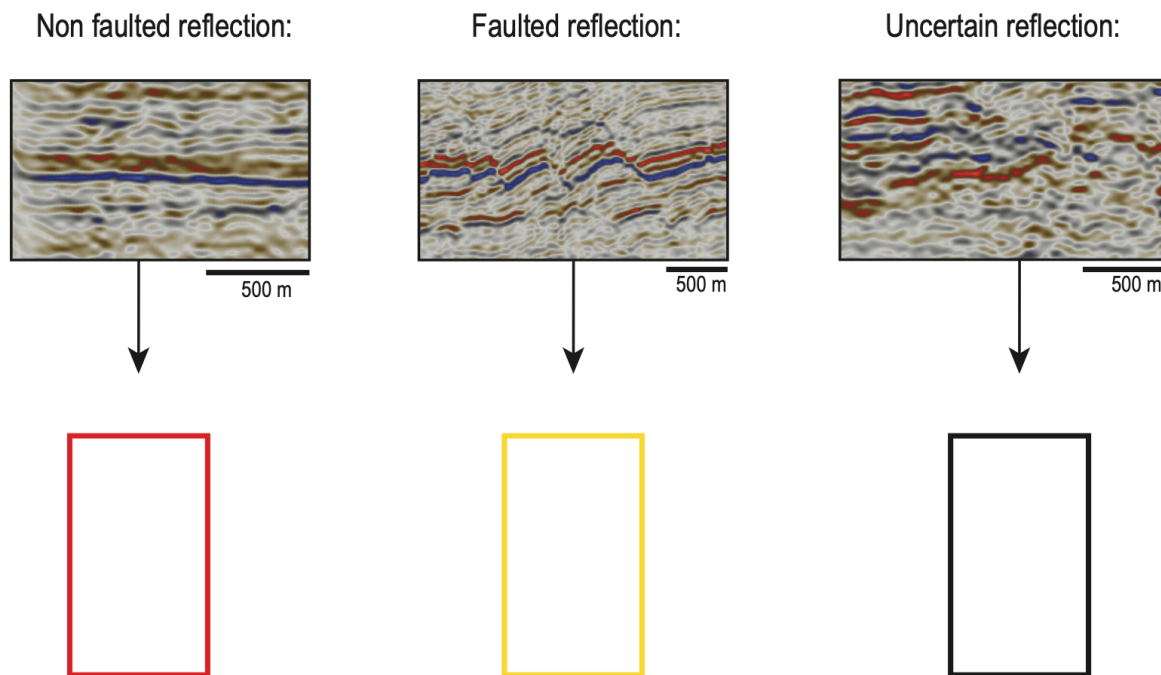 Non faulted reflection:
Faulted reflection:
Uncertain reflection:
500 m
500 m
500 m